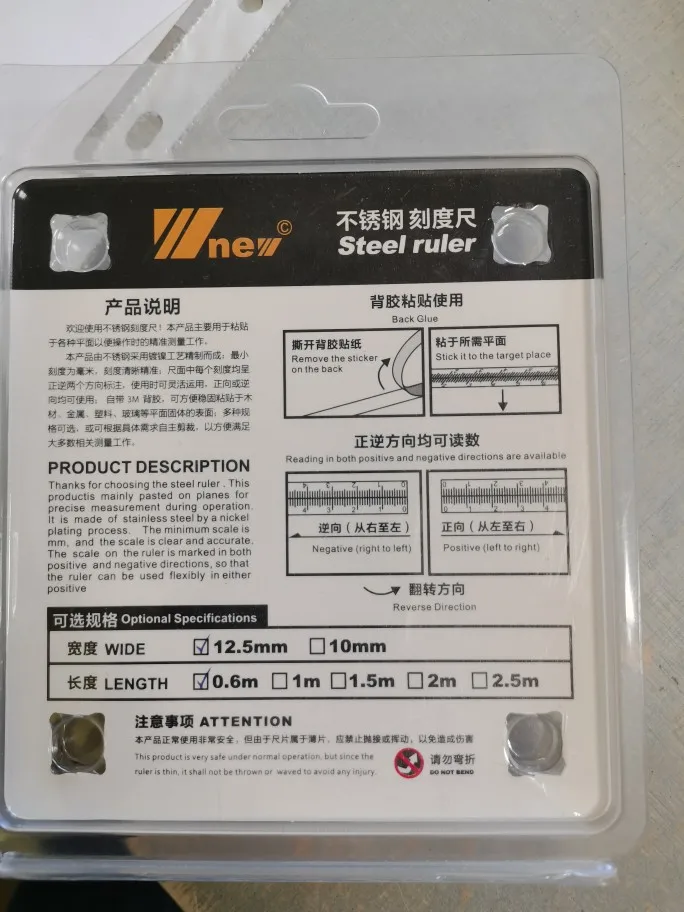 Wnew©
不锈钢 刻度尺
Steel ruler
产品说明
欢迎使用不锈钢刻度尺！本产品主要用于粘贴
于各种平面以便操作时的精准测量工作。
本产品由不锈钢采用镀镍工艺精制而成；最小
刻度为毫米，刻度清晰精准；尺面中每个刻度均呈
正逆两个方向标注，使用时可灵活运用，正向或逆
向均可使用； 自带 3M 背胶，可方便稳固粘贴于木
材、金属、塑料、玻璃等平面固体的表面；多种规
格可选，或可根据具体需求自主剪裁，以方便满足
大多数相关测量工作。
PRODUCT DESCRIPTION
Thanks for choosing the steel ruler . This
productis mainly pasted on planes for
precise measurement during operation.
It is made of stainless steel by a nickel
plating process. The minimum scale is
mm, and the scale is clear and accurate.
The scale on the ruler is marked in both
positive and negative directions, so that
the ruler can be used flexibly in either
positive
背胶粘贴使用
Back Glue
撕开背胶贴纸
Remove the sticker
on the back
粘于所需平面
Stick it to the target place
正逆方向均可读数
Reading in both positive and negative directions are available
4 3 2 1 0
4 3 2 1 0
逆向（从右至左）
Negative (right to left)
0 1 2 3 4
0 1 2 3 4
正向（从左至右）
Positive (left to right)
翻转方向
Reverse Direction
可选规格 Optional Specifications
宽度 WIDE 12.5mm 10mm
长度 LENGTH 0.6m 1m 1.5m 2m 2.5m
注意事项 ATTENTION
本产品正常使用非常安全，但由于尺片属于薄片，应禁止抛接或挥动，以免造成伤害
This product is very safe under normal operation, but since the
ruler is thin, it shall not be thrown or waved to avoid any injury.
请勿弯折
DO NOT BEND